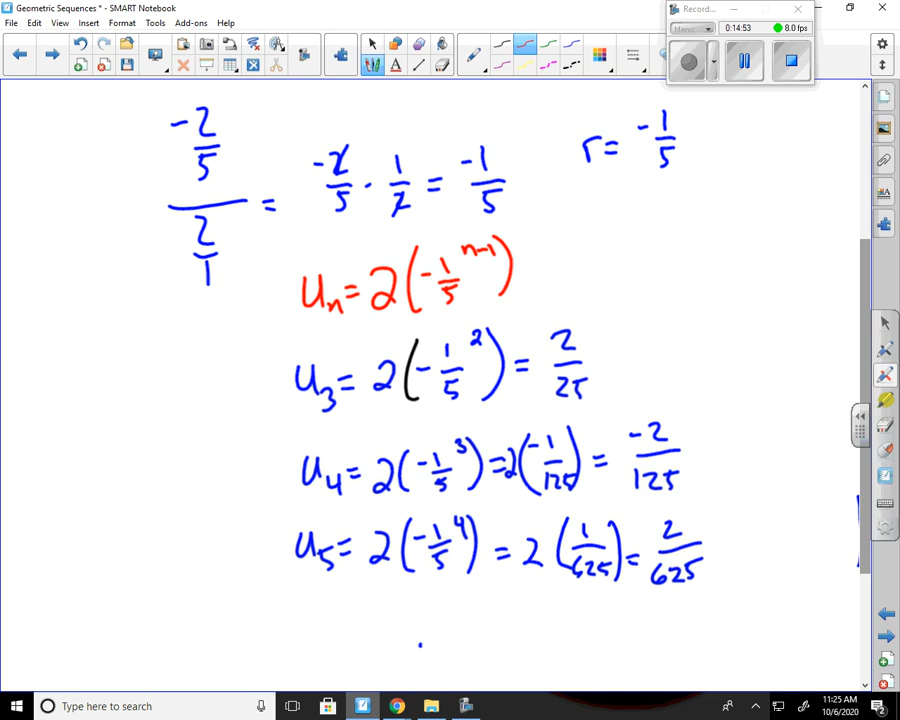 Geometric Sequences * - SMART Notebook
Record...
File Edit View Insert Format Tools Add-ons Help
Menu
0:14:53
8.0 fps
(-2/5)/(2/1) = -2/5 · 1/2 = -1/5
r = -1/5
Un = 2(-1/5^(n-1))
U3 = 2(-1/5^2) = 2/25
U4 = 2(-1/5^3) = 2(-1/125) = -2/125
U5 = 2(-1/5^4) = 2(1/625) = 2/625
Type here to search
11:25 AM
10/6/2020
2